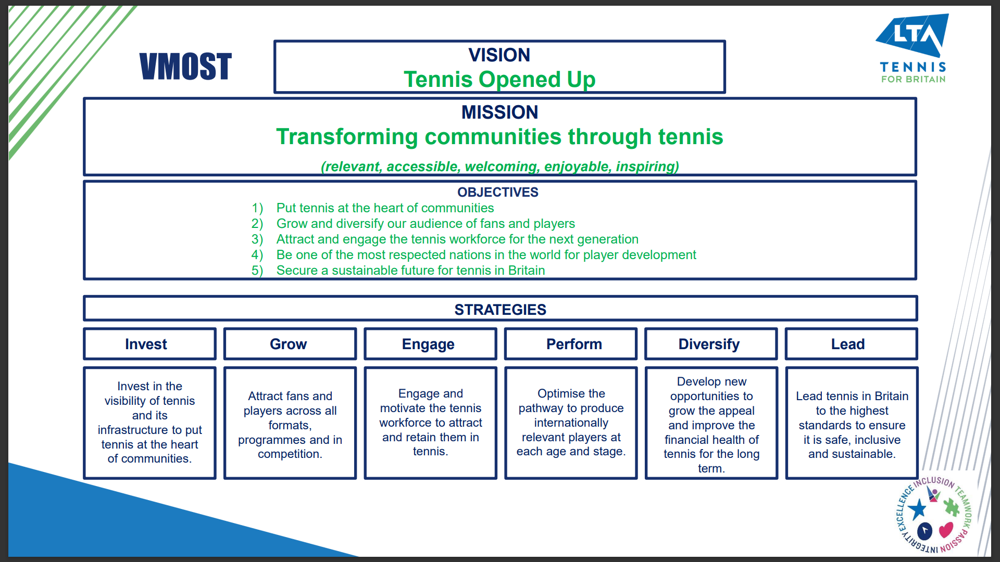 VMOST
VISION
Tennis Opened Up
LTA
TENNIS
FOR BRITAIN
MISSION
Transforming communities through tennis
(relevant, accessible, welcoming, enjoyable, inspiring)
OBJECTIVES
1) Put tennis at the heart of communities
2) Grow and diversify our audience of fans and players
3) Attract and engage the tennis workforce for the next generation
4) Be one of the most respected nations in the world for player development
5) Secure a sustainable future for tennis in Britain
STRATEGIES
Invest
Invest in the
visibility of tennis
and its
infrastructure to put
tennis at the heart
of communities.
Grow
Attract fans and
players across all
formats,
programmes and in
competition.
Engage
Engage and
motivate the tennis
workforce to attract
and retain them in
tennis.
Perform
Optimise the
pathway to produce
internationally
relevant players at
each age and stage.
Diversify
Develop new
opportunities to
grow the appeal
and improve the
financial health of
tennis for the long
term.
Lead
Lead tennis in Britain
to the highest
standards to ensure
it is safe, inclusive
and sustainable.
INCLUSION TEAMWORK PASSION INTEGRITY EXCELLENCE